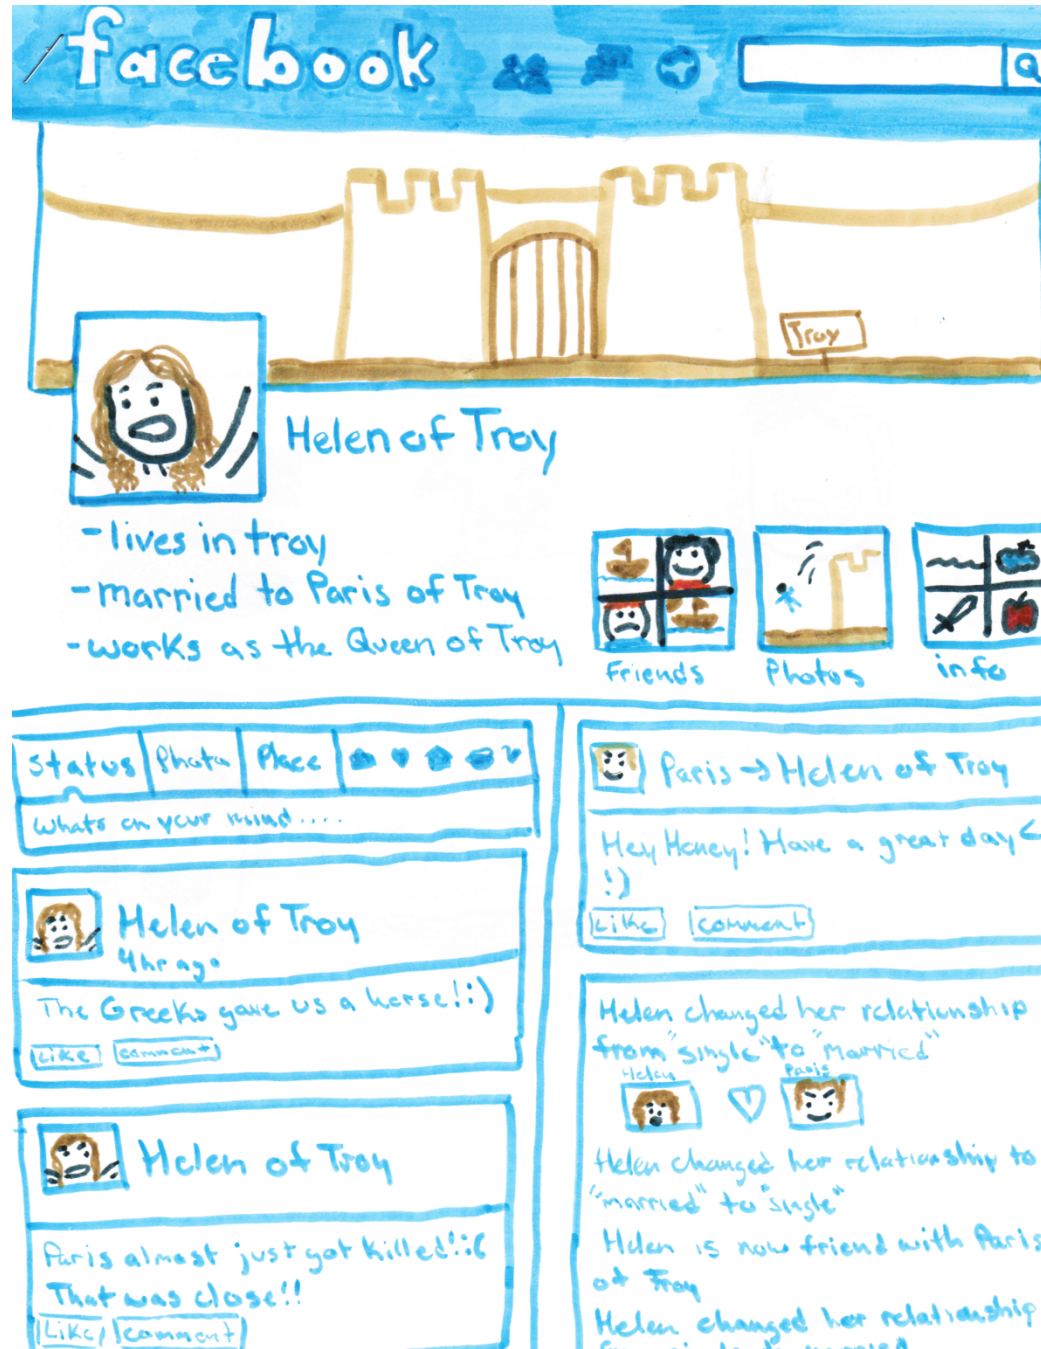 facebook
Troy
Helen of Troy
-lives in troy
-married to Paris of Troy
-works as the Queen of Troy
Friends
Photos
info
Status
Photo
Place
Whats on your mind....
Helen of Troy
4hr ago
The Greeks gave us a horse!:)
Like
comment
Helen of Troy
Paris almost just got killed!:(
That was close!!
Like
comment
Paris → Helen of Troy
Hey Honey! Have a great day <
:)
Like
comment
Helen changed her relationship
from "single" to "married"
Helen
Paris
Helen changed her relationship to
"married" to "single"
Helen is now friend with Paris
of Troy
Helen changed her relationship